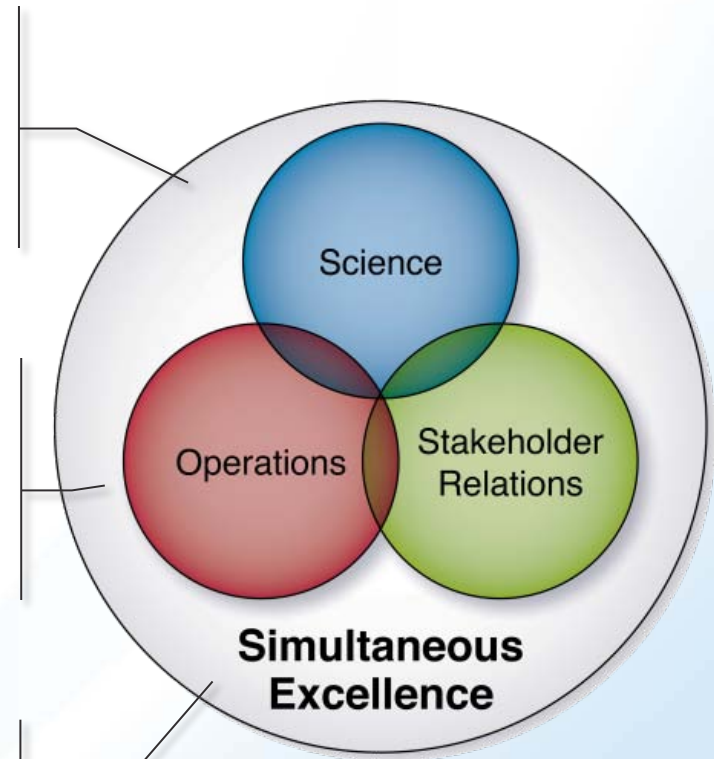 Science
Operations
Stakeholder
Relations
Simultaneous
Excellence